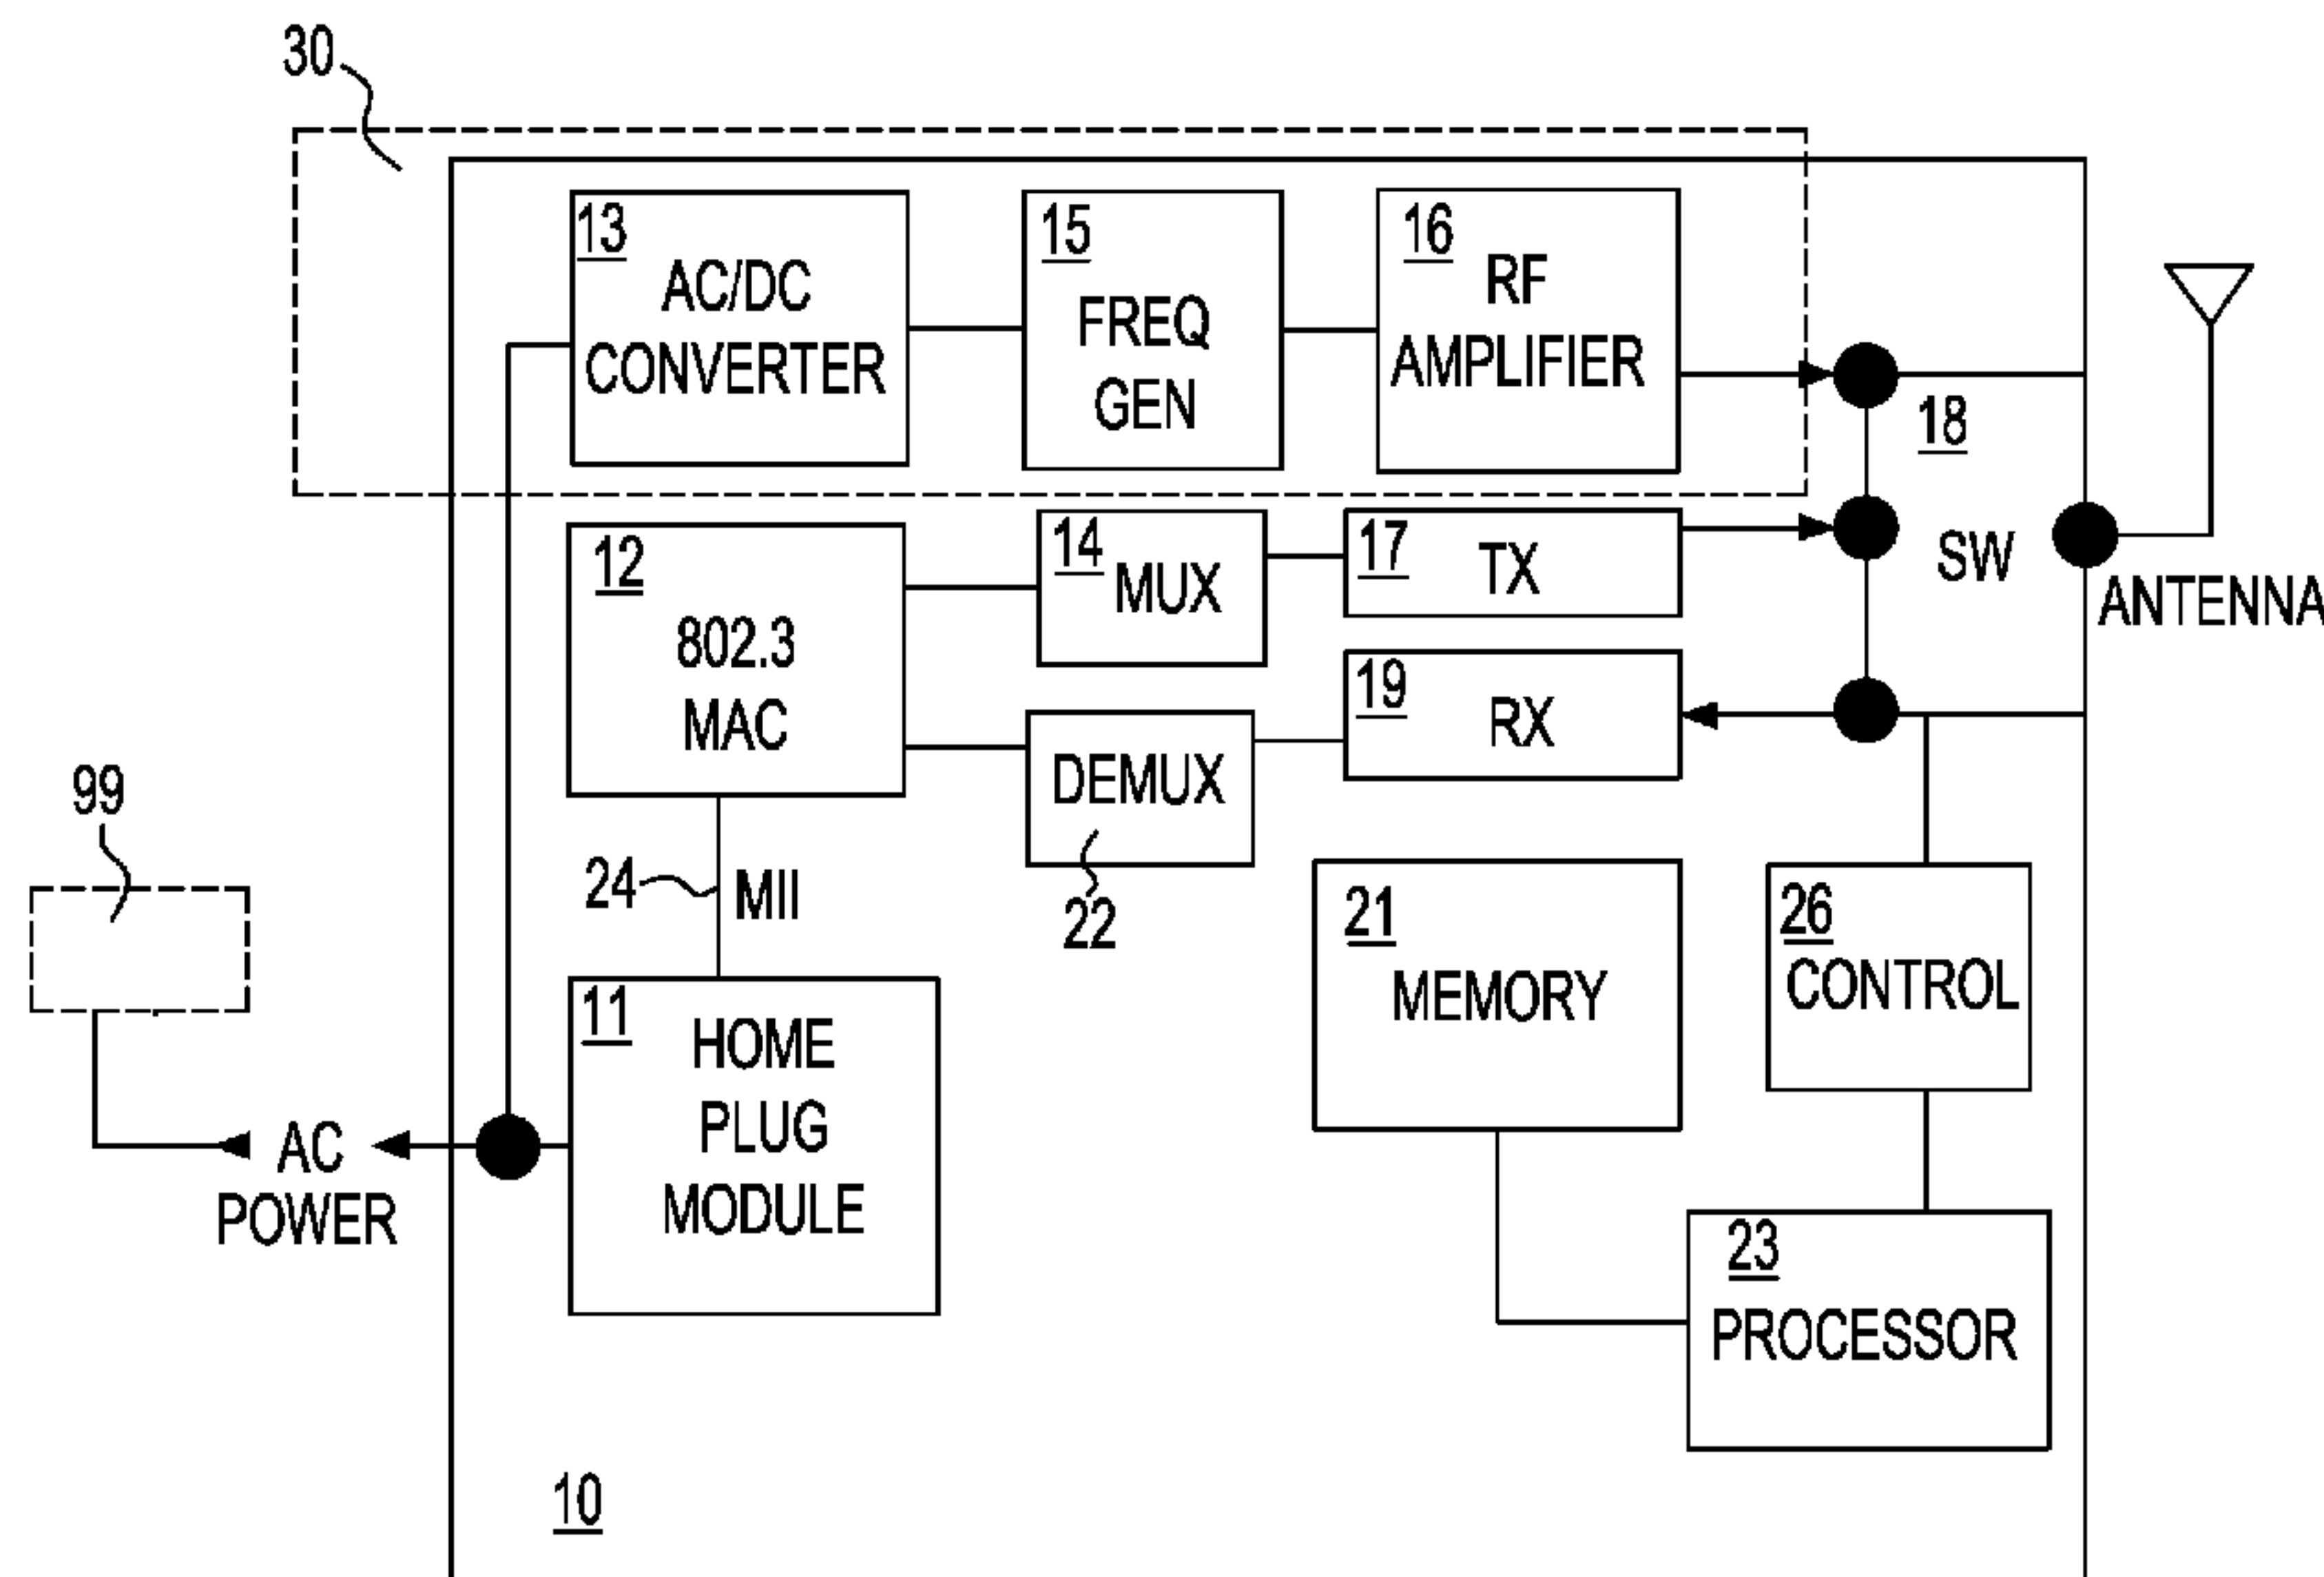 30
13
AC/DC
CONVERTER
15
FREQ
GEN
16
RF
AMPLIFIER
18
SW
ANTENNA
12
802.3
MAC
14
MUX
17
TX
19
RX
DEMUX
22
99
24
MII
21
MEMORY
26
CONTROL
11
HOME
PLUG
MODULE
AC
POWER
23
PROCESSOR
10